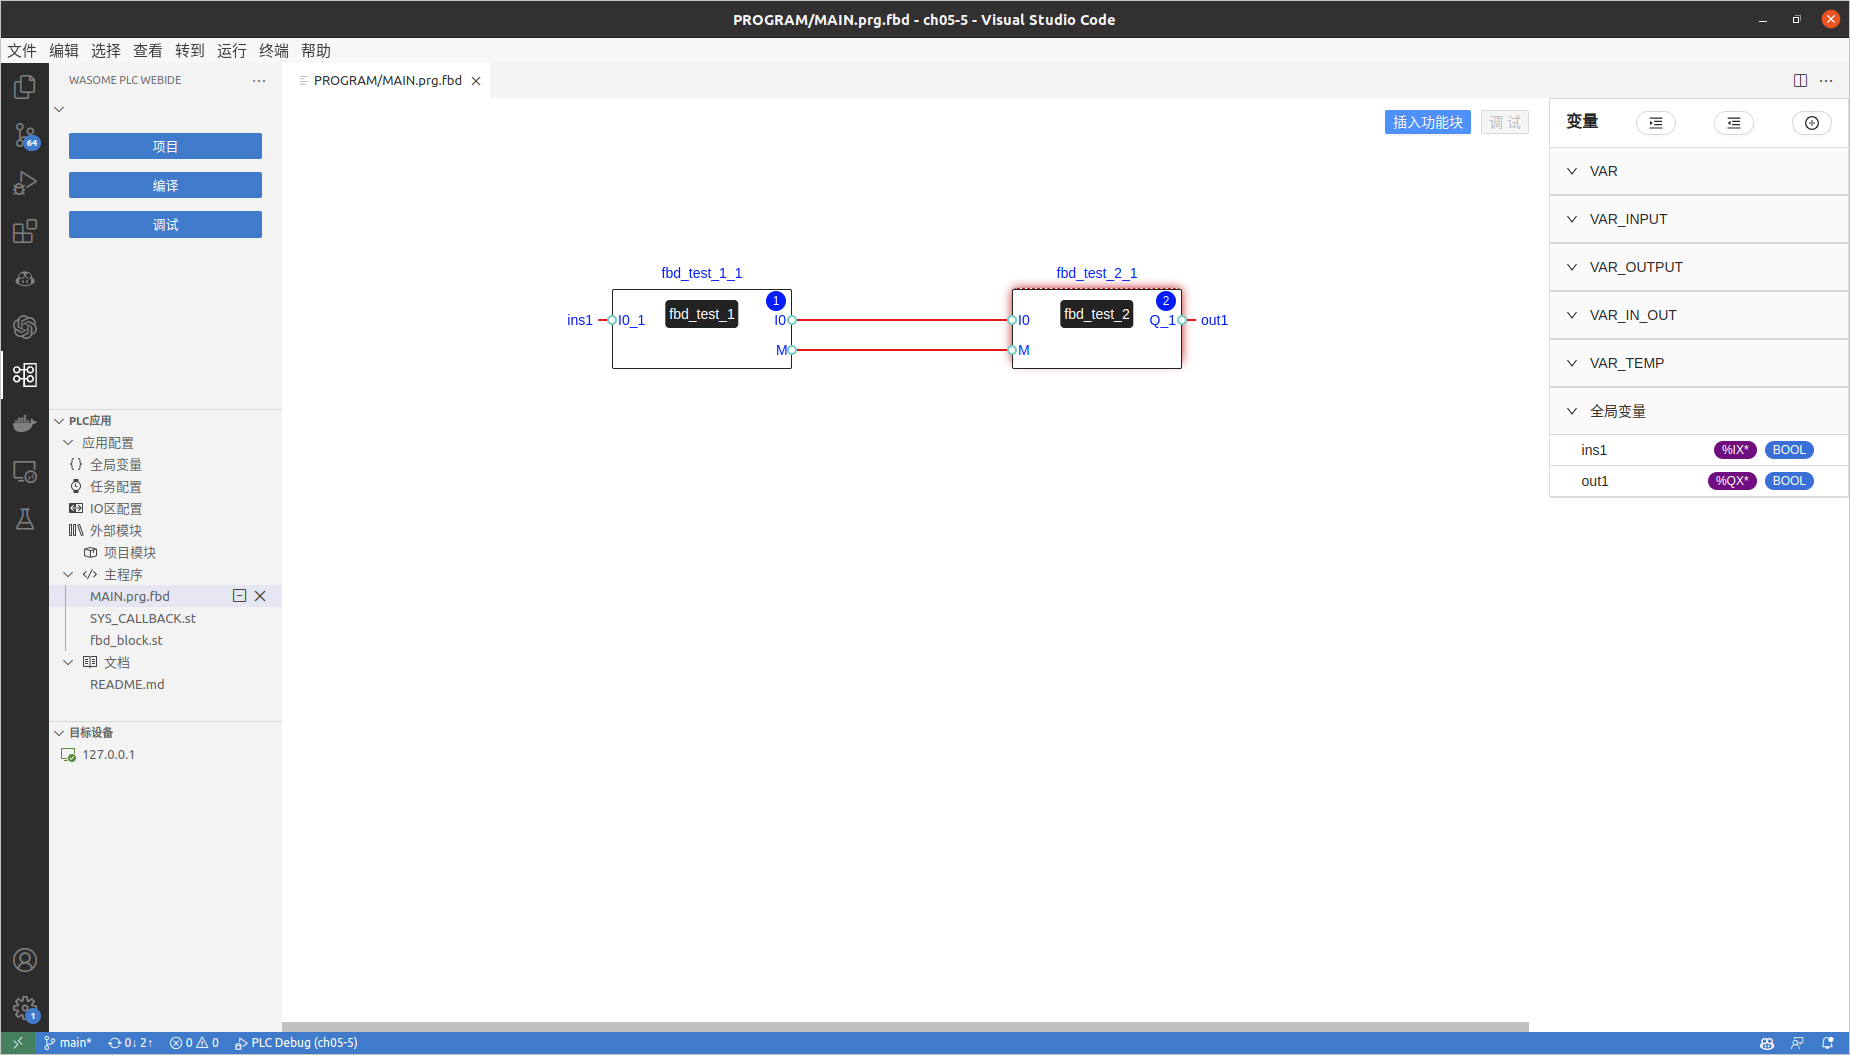 PROGRAM/MAIN.prg.fbd - ch05-5 - Visual Studio Code
文件 编辑 选择 查看 转到 运行 终端 帮助
WASOME PLC WEBIDE
项目
编译
调试
64
PLC应用
应用配置
全局变量
任务配置
IO区配置
外部模块
项目模块
主程序
MAIN.prg.fbd
SYS_CALLBACK.st
fbd_block.st
文档
README.md
目标设备
127.0.0.1
1
PROGRAM/MAIN.prg.fbd
插入功能块 调 试
fbd_test_1_1
1
fbd_test_1
ins1 I0_1 I0
M
fbd_test_2_1
2
fbd_test_2
I0 Q_1 out1
M
变量
VAR
VAR_INPUT
VAR_OUTPUT
VAR_IN_OUT
VAR_TEMP
全局变量
ins1 %IX* BOOL
out1 %QX* BOOL
main* 0↓ 2↑ 0 0 PLC Debug (ch05-5)